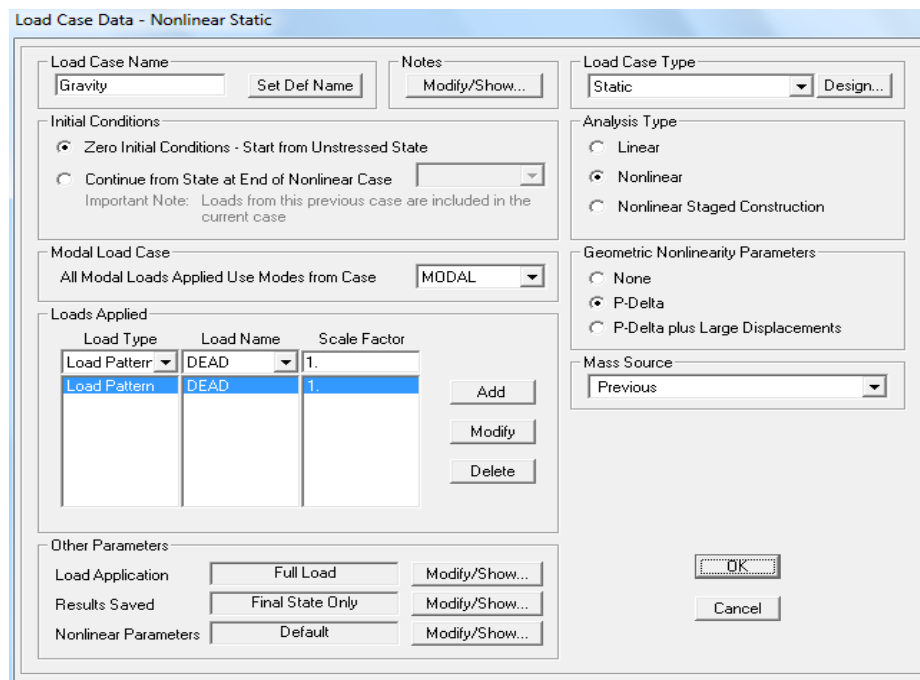 Load Case Data - Nonlinear Static
Load Case Name
Gravity
Set Def Name
Notes
Modify/Show...
Load Case Type
Static
Design...
Initial Conditions
Zero Initial Conditions - Start from Unstressed State
Continue from State at End of Nonlinear Case
Important Note: Loads from this previous case are included in the
current case
Analysis Type
Linear
Nonlinear
Nonlinear Staged Construction
Modal Load Case
All Modal Loads Applied Use Modes from Case
MODAL
Geometric Nonlinearity Parameters
None
P-Delta
P-Delta plus Large Displacements
Loads Applied
Load Type Load Name Scale Factor
Load Pattern DEAD 1.
Load Pattern DEAD 1.
Add
Modify
Delete
Mass Source
Previous
Other Parameters
Load Application Full Load Modify/Show...
Results Saved Final State Only Modify/Show...
Nonlinear Parameters Default Modify/Show...
OK
Cancel